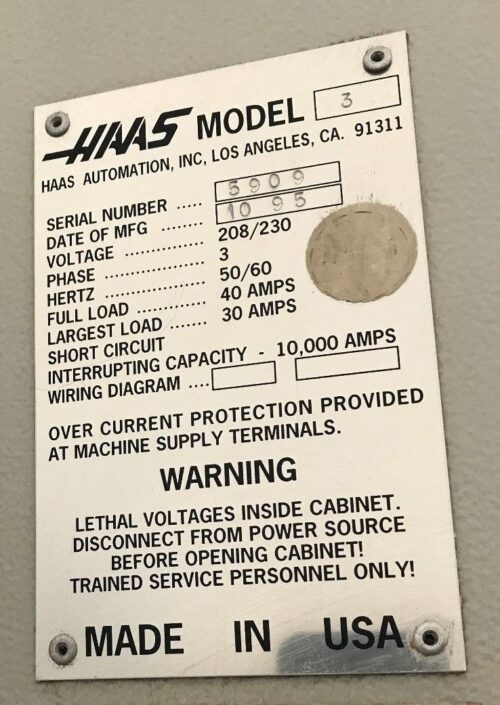 HAAS MODEL 3
HAAS AUTOMATION, INC, LOS ANGELES, CA. 91311
SERIAL NUMBER ..... 5909
DATE OF MFG ........ 10 95
VOLTAGE .............. 208/230
PHASE .................. 3
HERTZ .................. 50/60
FULL LOAD ............ 40 AMPS
LARGEST LOAD ....... 30 AMPS
SHORT CIRCUIT
INTERRUPTING CAPACITY - 10,000 AMPS
WIRING DIAGRAM ....
OVER CURRENT PROTECTION PROVIDED
AT MACHINE SUPPLY TERMINALS.
WARNING
LETHAL VOLTAGES INSIDE CABINET.
DISCONNECT FROM POWER SOURCE
BEFORE OPENING CABINET!
TRAINED SERVICE PERSONNEL ONLY!
MADE IN USA